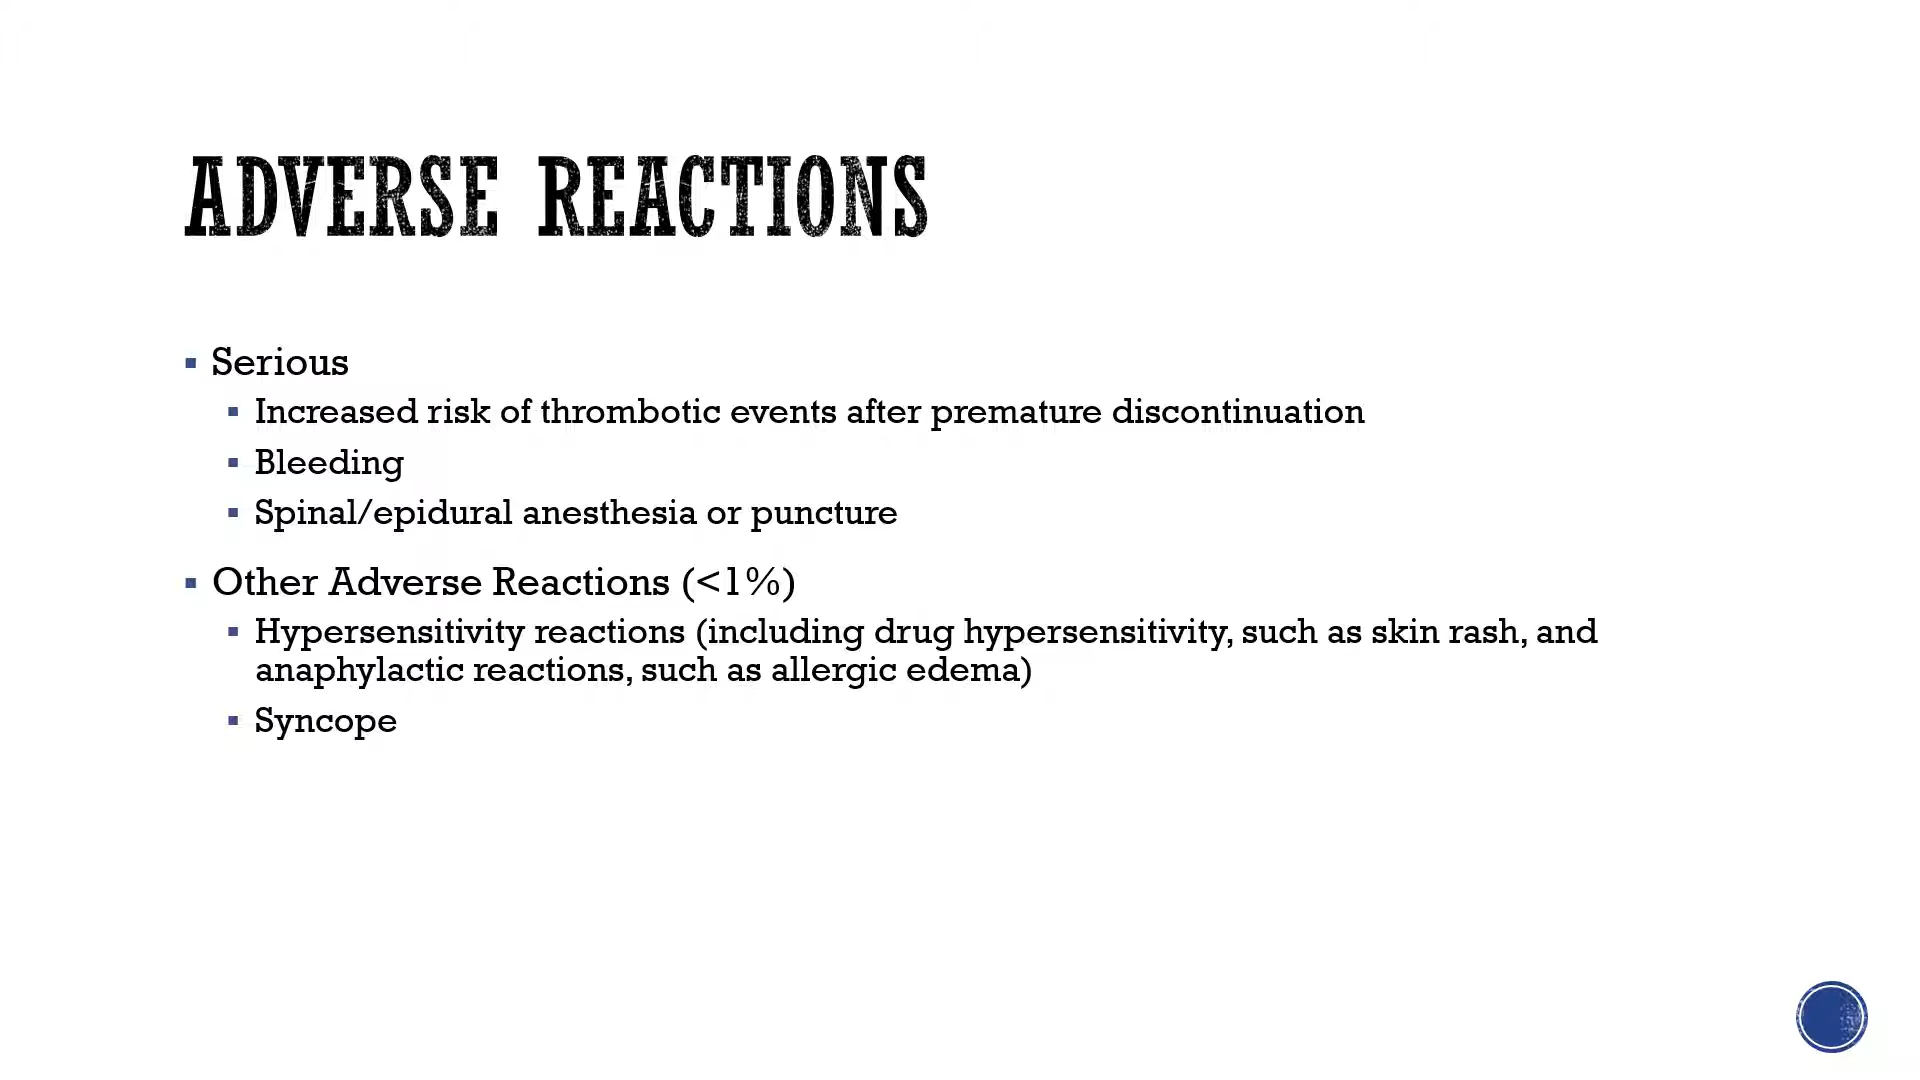 ADVERSE REACTIONS
▪ Serious
▪ Increased risk of thrombotic events after premature discontinuation
▪ Bleeding
▪ Spinal/epidural anesthesia or puncture
▪ Other Adverse Reactions (<1%)
▪ Hypersensitivity reactions (including drug hypersensitivity, such as skin rash, and
anaphylactic reactions, such as allergic edema)
▪ Syncope